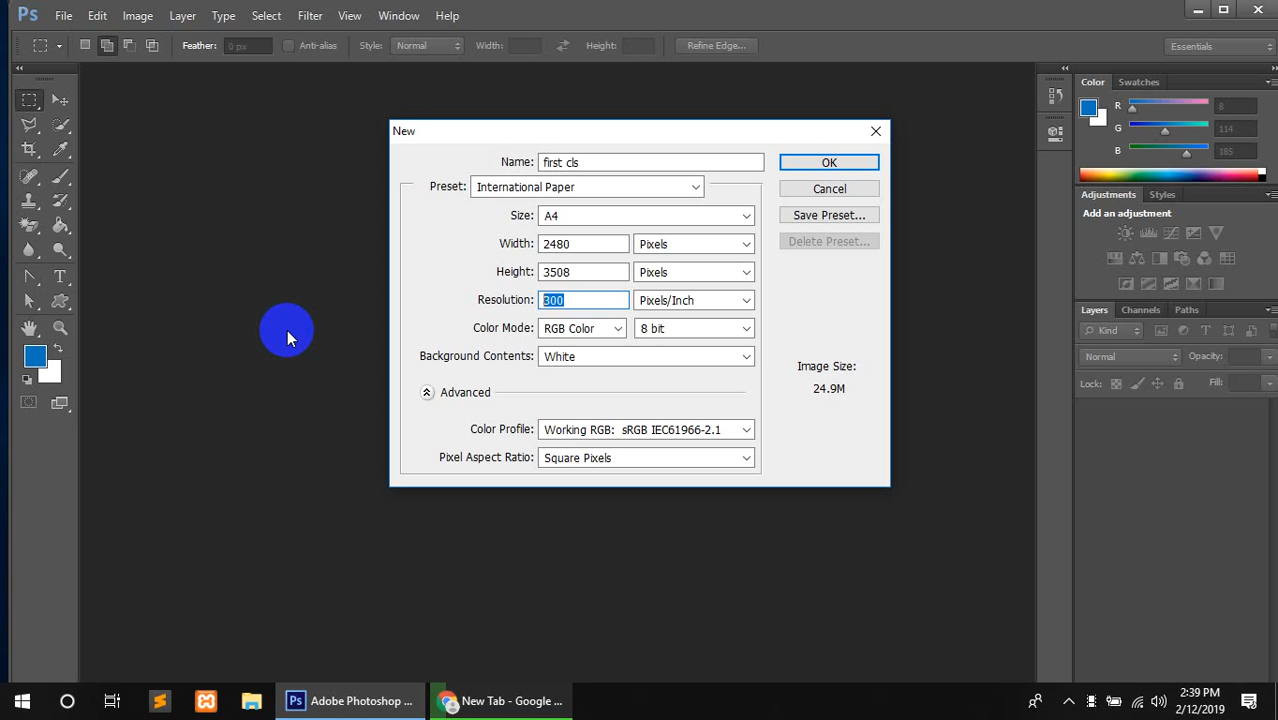 Ps File Edit Image Layer Type Select Filter View Window Help
Feather: 0 px Anti-alias Style: Normal Width: Height: Refine Edge... Essentials
Color Swatches
R 8
G 114
B 185
Adjustments Styles
Add an adjustment
Layers Channels Paths
Kind
Normal Opacity:
Lock: Fill:
New
Name: first cls OK
Preset: International Paper Cancel
Size: A4 Save Preset...
Width: 2480 Pixels Delete Preset...
Height: 3508 Pixels
Resolution: 300 Pixels/Inch
Color Mode: RGB Color 8 bit
Background Contents: White Image Size:
24.9M
Advanced
Color Profile: Working RGB: sRGB IEC61966-2.1
Pixel Aspect Ratio: Square Pixels
Ps Adobe Photoshop ... New Tab - Google ... 2:39 PM
2/12/2019